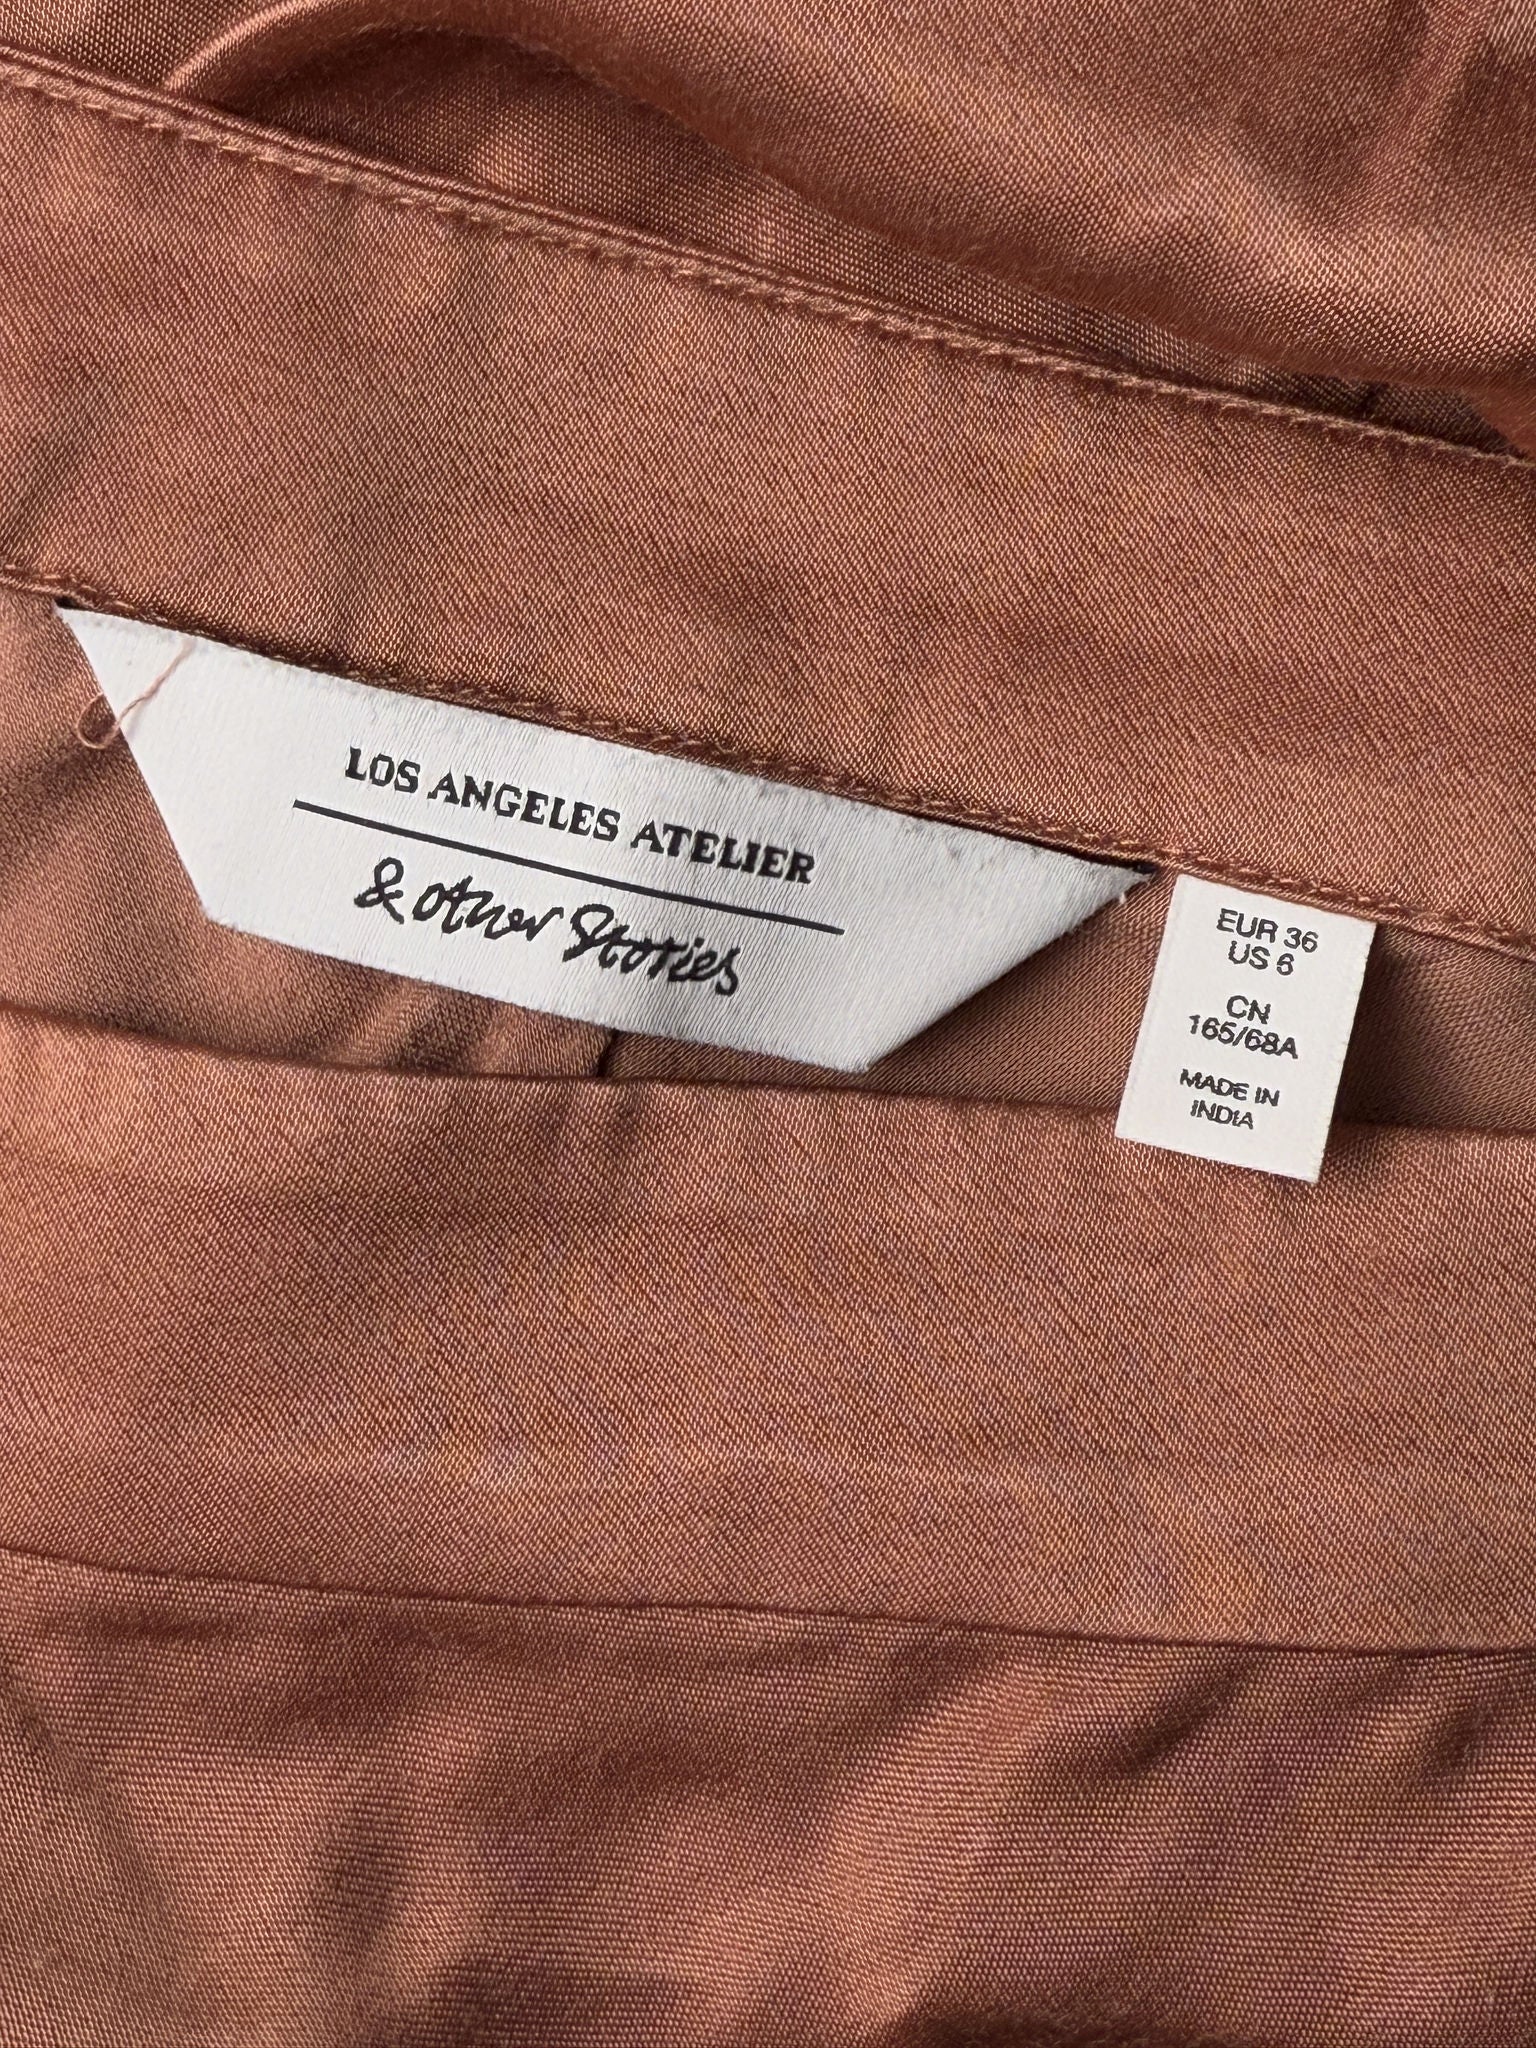 LOS ANGELES ATELIER
& other Stories
EUR 36
US 6
CN
165/68A
MADE IN
INDIA